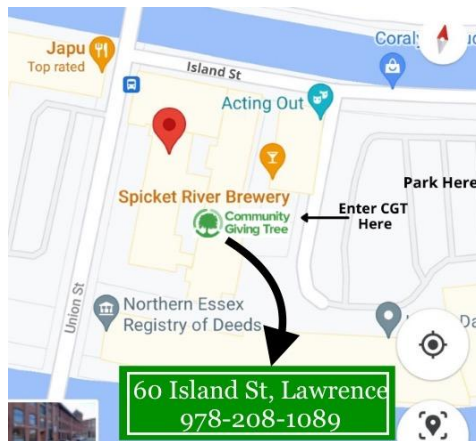 Japu
Top rated
Island St
Coraly
Acting Out
Park Here
Spicket River Brewery
Community
Giving Tree
Enter CGT
Here
Union St
Northern Essex
Registry of Deeds
60 Island St, Lawrence
978-208-1089